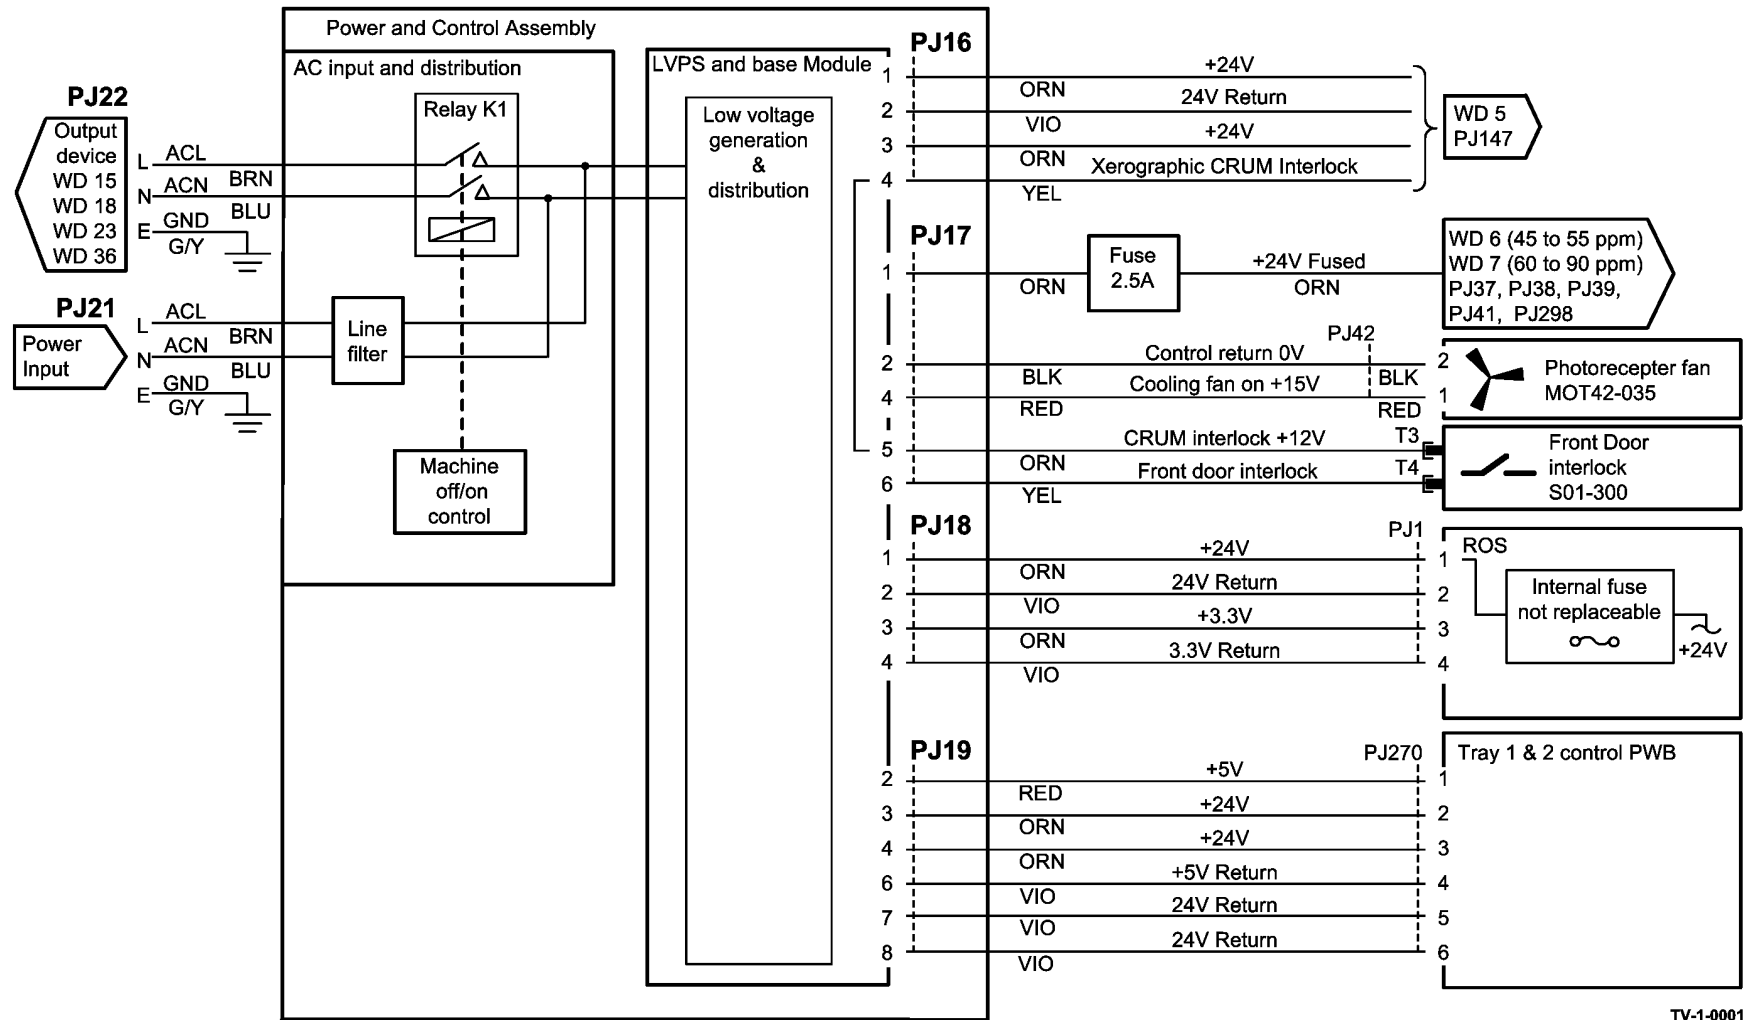 Power and Control Assembly
AC input and distribution
LVPS and base Module
Relay K1
Low voltage
generation
&
distribution
PJ22
Output
device
WD 15
WD 18
WD 23
WD 36
L ACL BRN
N ACN BLU
E GND G/Y
PJ21
Power
Input
L ACL BRN
N ACN BLU
E GND G/Y
Line
filter
Machine
off/on
control
PJ16
1 ORN +24V
2 VIO 24V Return
3 ORN +24V
4 YEL Xerographic CRUM Interlock
WD 5
PJ147
PJ17
1 ORN
Fuse
2.5A
+24V Fused
ORN
WD 6 (45 to 55 ppm)
WD 7 (60 to 90 ppm)
PJ37, PJ38, PJ39,
PJ41, PJ298
PJ42
2 BLK Control return 0V BLK 2
4 RED Cooling fan on +15V RED 1
Photorecepter fan
MOT42-035
5 ORN CRUM interlock +12V T3
6 YEL Front door interlock T4
Front Door
interlock
S01-300
PJ18
PJ1
1 ORN +24V 1
2 VIO 24V Return 2
3 ORN +3.3V 3
4 VIO 3.3V Return 4
ROS
Internal fuse
not replaceable
+24V
PJ19
PJ270
2 RED +5V 1
3 ORN +24V 2
4 ORN +24V 3
6 VIO +5V Return 4
7 VIO 24V Return 5
8 VIO 24V Return 6
Tray 1 & 2 control PWB
TV-1-0001